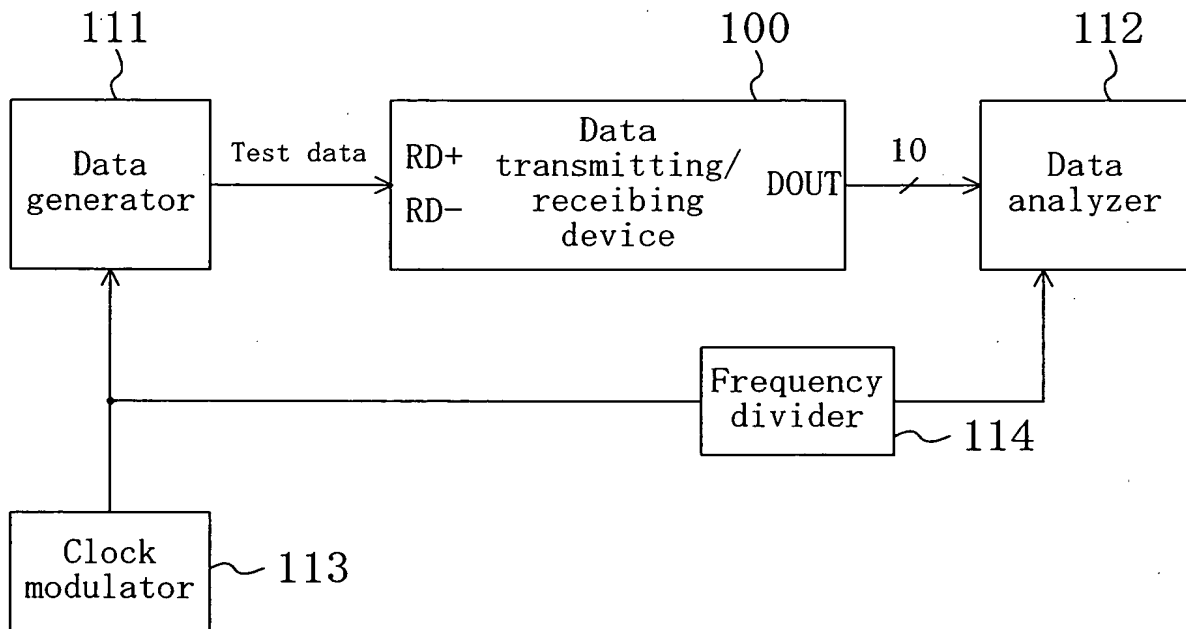 111
100
112
Data
generator
Test data
RD+
RD-
Data
transmitting/
receibing
device
DOUT
10
Data
analyzer
Frequency
divider
114
Clock
modulator
113